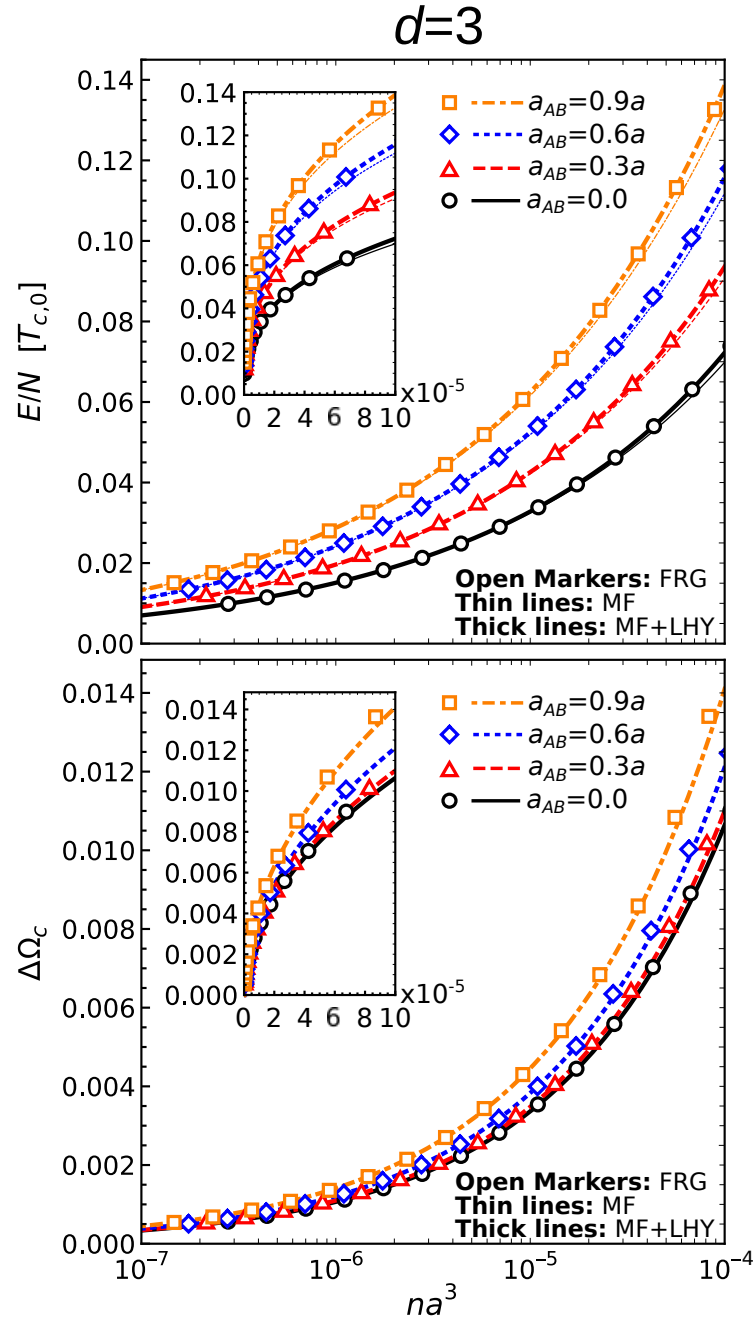 d=3
E/N [T_{c,0}]
0.14
0.12
0.10
0.08
0.06
0.04
0.02
0.00
0.14
0.12
0.10
0.08
0.06
0.04
0.02
0.00
0 2 4 6 8 10
x10⁻⁵
a_{AB}=0.9a
a_{AB}=0.6a
a_{AB}=0.3a
a_{AB}=0.0
Open Markers: FRG
Thin lines: MF
Thick lines: MF+LHY
ΔΩ_c
0.014
0.012
0.010
0.008
0.006
0.004
0.002
0.000
0.014
0.012
0.010
0.008
0.006
0.004
0.002
0.000
0 2 4 6 8 10
x10⁻⁵
a_{AB}=0.9a
a_{AB}=0.6a
a_{AB}=0.3a
a_{AB}=0.0
Open Markers: FRG
Thin lines: MF
Thick lines: MF+LHY
10⁻⁷ 10⁻⁶ 10⁻⁵ 10⁻⁴
na³